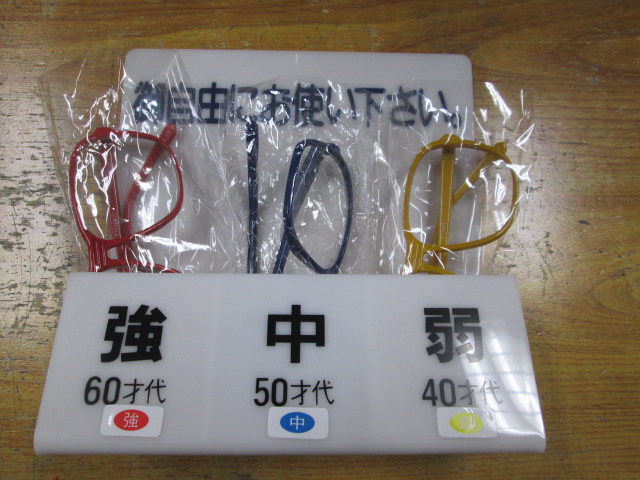 御自由にお使い下さい。
強 中 弱
60才代 50才代 40才代
強 中